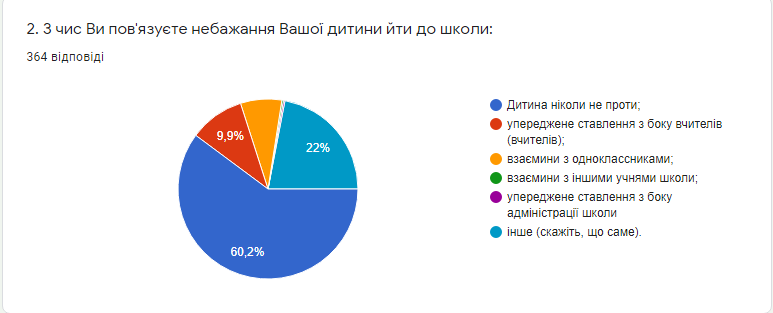 2. З чис Ви пов'язуєте небажання Вашої дитини йти до школи:
364 відповіді
Дитина ніколи не проти;
упереджене ставлення з боку вчителів
(вчителів);
взаємини з одноклассниками;
взаємини з іншими учнями школи;
упереджене ставлення з боку
адміністрації школи
інше (скажіть, що саме).
9,9%
22%
60,2%